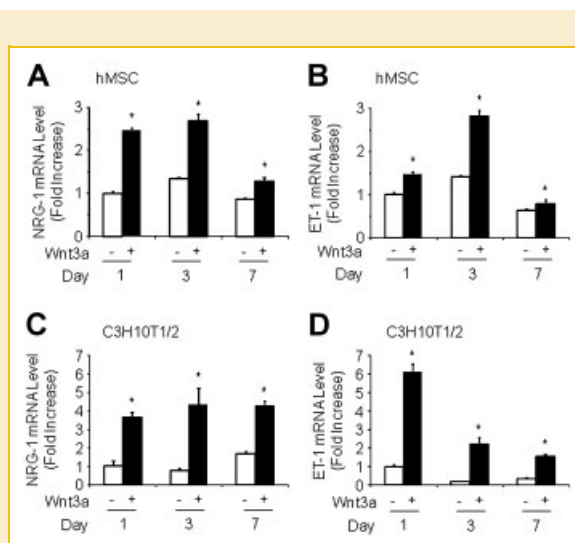 A hMSC
NRG-1 mRNA Level
(Fold Increase)
3
2
1
0
* * *
Wnt3a - + - + - +
Day 1 3 7
B hMSC
ET-1 mRNA Level
(Fold Increase)
3
2
1
0
* * *
Wnt3a - + - + - +
Day 1 3 7
C C3H10T1/2
NRG-1 mRNA Level
(Fold Increase)
7
6
5
4
3
2
1
0
* * *
Wnt3a - + - + - +
Day 1 3 7
D C3H10T1/2
ET-1 mRNA Level
(Fold Increase)
7
6
5
4
3
2
1
0
* * *
Wnt3a - + - + - +
Day 1 3 7